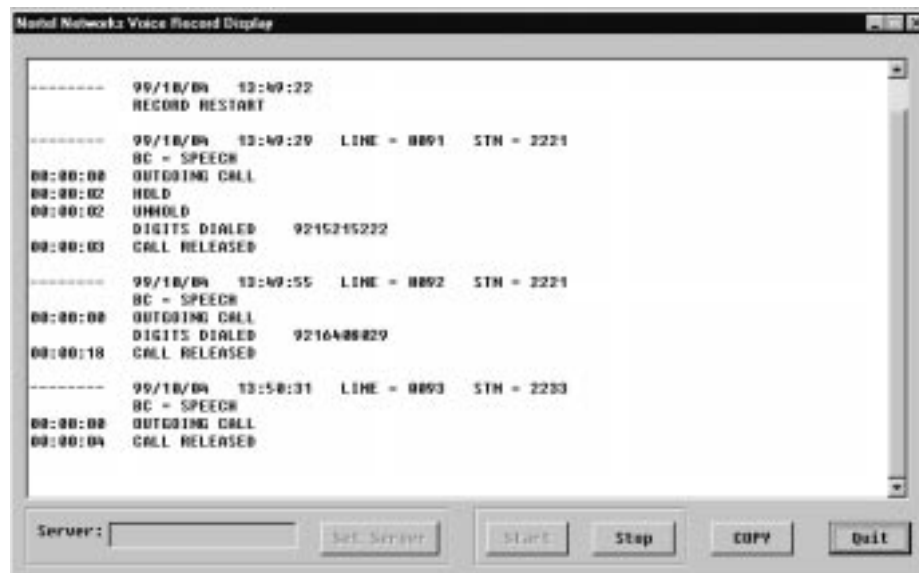 Nortel Networks Voice Record Display
-------- 99/10/04 13:49:22
RECORD RESTART
-------- 99/10/04 13:49:29 LINE = 0091 STN = 2221
BC = SPEECH
00:00:00 OUTGOING CALL
00:00:02 HOLD
00:00:02 UNHOLD
DIGITS DIALED 9215215222
00:00:03 CALL RELEASED
-------- 99/10/04 13:49:55 LINE = 0092 STN = 2221
BC = SPEECH
00:00:00 OUTGOING CALL
DIGITS DIALED 9216408029
00:00:18 CALL RELEASED
-------- 99/10/04 13:50:31 LINE = 0093 STN = 2233
BC = SPEECH
00:00:00 OUTGOING CALL
00:00:04 CALL RELEASED
Server: Set Server Start Stop COPY Quit